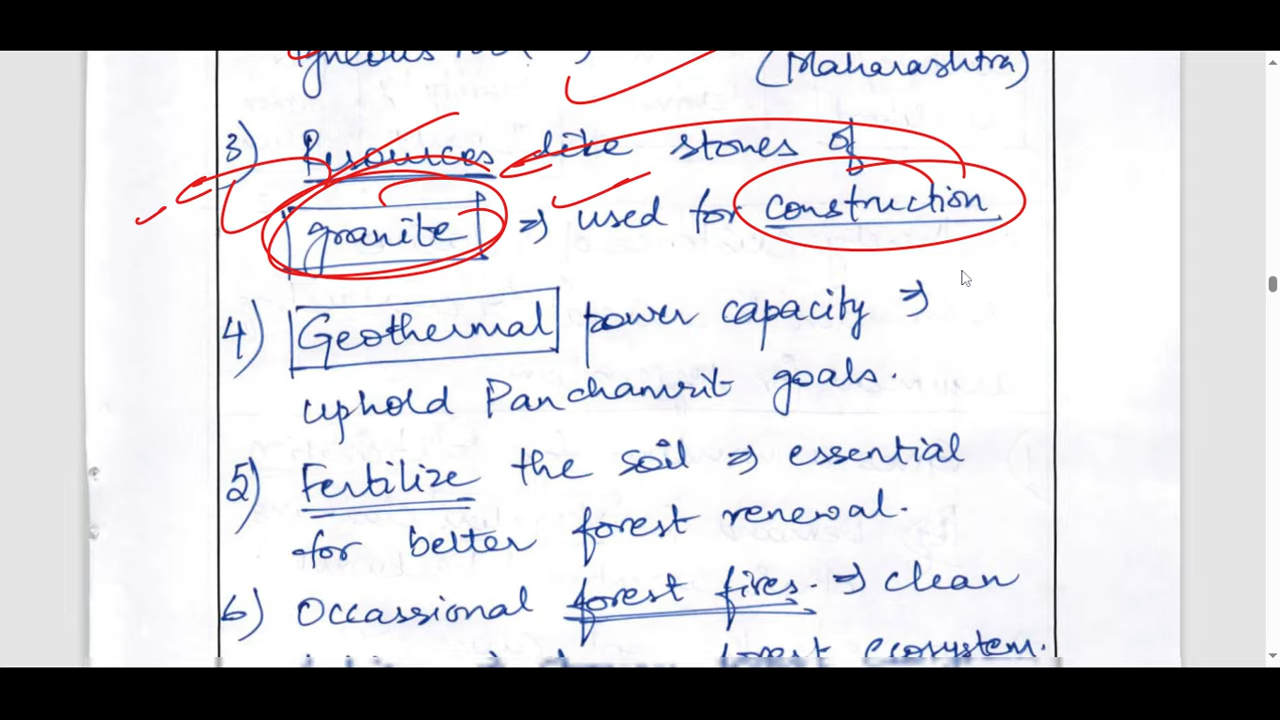 (Maharashtra)
3) Resources like stones of
granite ⇒ used for construction
4) Geothermal power capacity ⇒
uphold Panchamrit goals.
5) Fertilize the soil ⇒ essential
for better forest renewal.
6) Occassional forest fires. ⇒ clean
forest ecosystem.